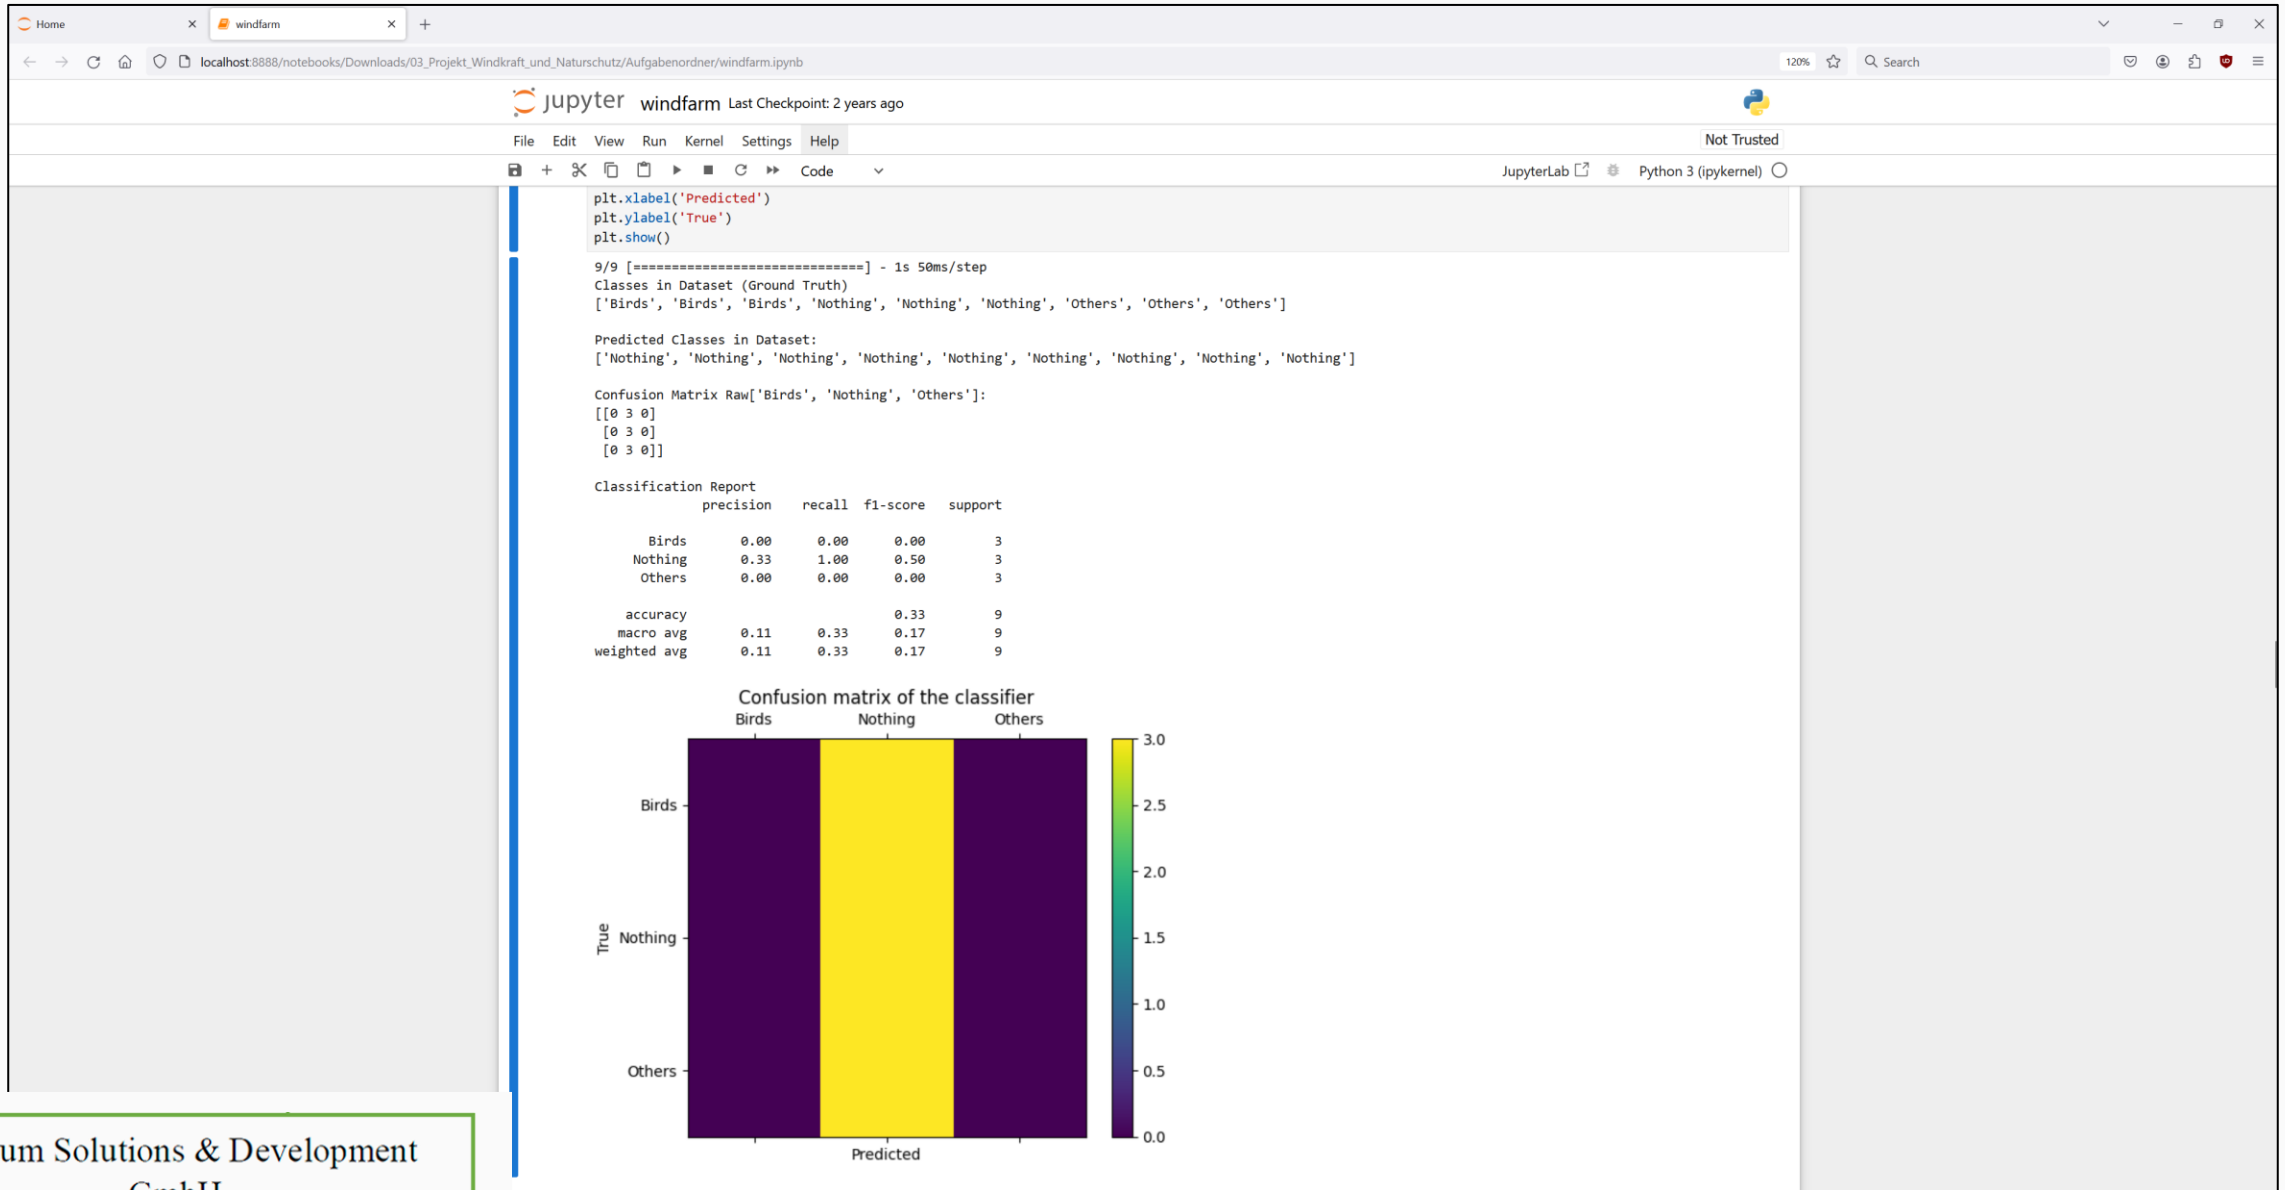 Home
windfarm
localhost:8888/notebooks/Downloads/03_Projekt_Windkraft_und_Naturschutz/Aufgabenordner/windfarm.ipynb
120%
Search
jupyter windfarm Last Checkpoint: 2 years ago
File Edit View Run Kernel Settings Help
Not Trusted
Code
JupyterLab
Python 3 (ipykernel)
plt.xlabel('Predicted')
plt.ylabel('True')
plt.show()
9/9 [==============================] - 1s 50ms/step
Classes in Dataset (Ground Truth)
['Birds', 'Birds', 'Birds', 'Nothing', 'Nothing', 'Nothing', 'Others', 'Others', 'Others']
Predicted Classes in Dataset:
['Nothing', 'Nothing', 'Nothing', 'Nothing', 'Nothing', 'Nothing', 'Nothing', 'Nothing', 'Nothing']
Confusion Matrix Raw['Birds', 'Nothing', 'Others']:
[[0 3 0]
[0 3 0]
[0 3 0]]
Classification Report
precision recall f1-score support
Birds 0.00 0.00 0.00 3
Nothing 0.33 1.00 0.50 3
Others 0.00 0.00 0.00 3
accuracy 0.33 9
macro avg 0.11 0.33 0.17 9
weighted avg 0.11 0.33 0.17 9
Confusion matrix of the classifier
Birds Nothing Others
3.0
Birds
2.5
2.0
True
Nothing
1.5
1.0
Others
0.5
0.0
Predicted
Solutions & Development